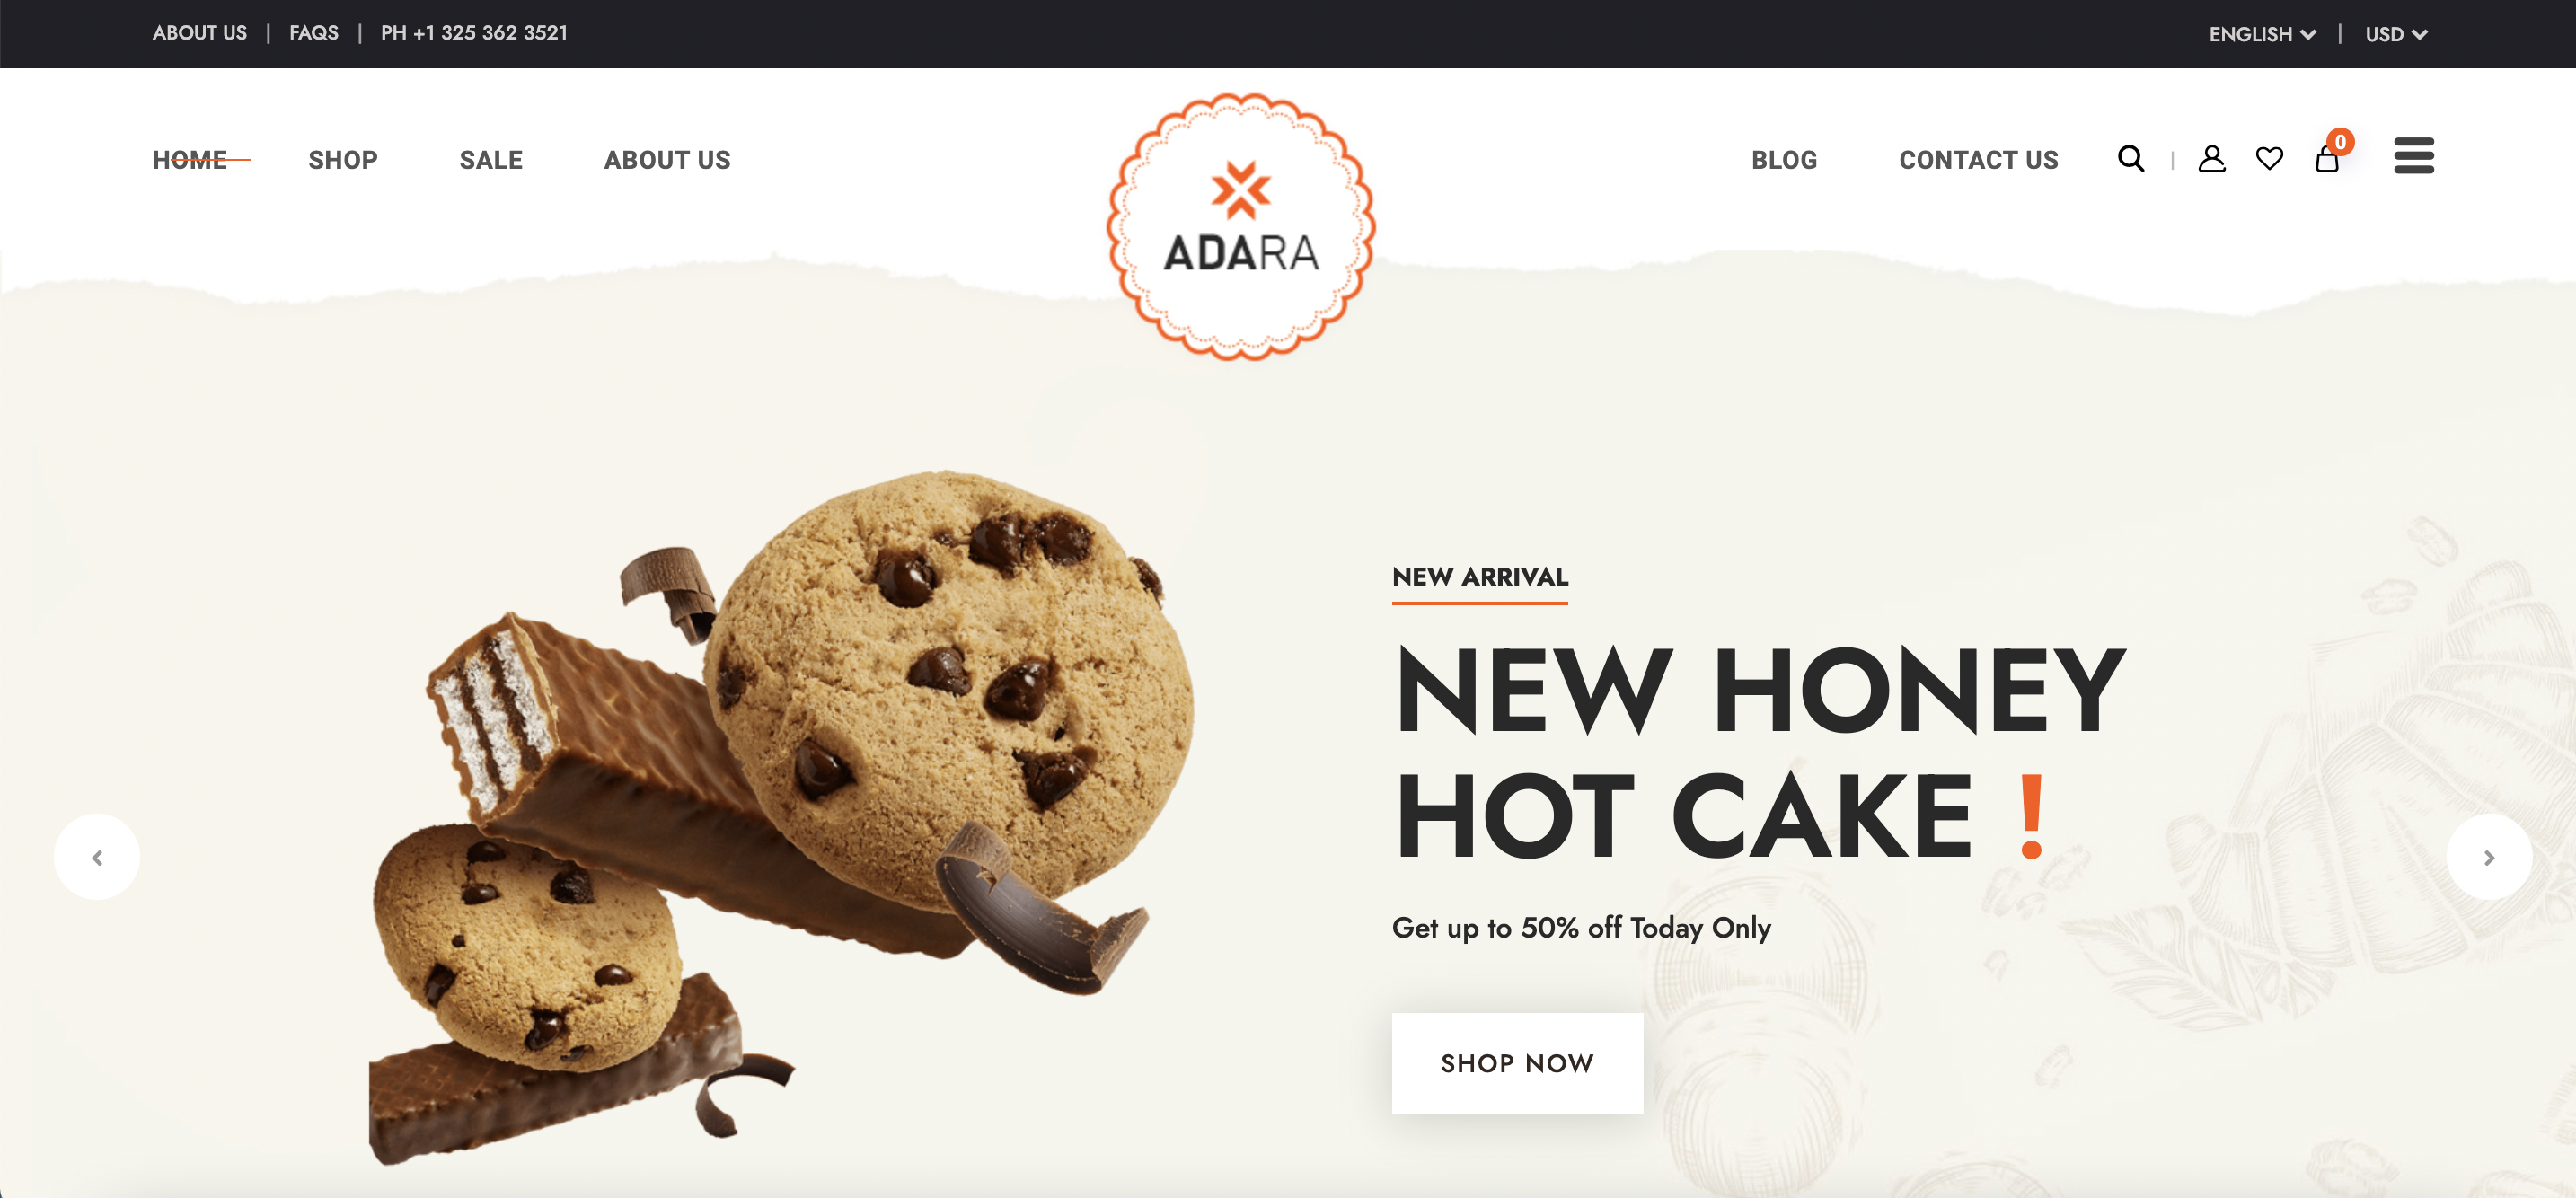 ABOUT US | FAQS | PH +1 325 362 3521
ENGLISH | USD
HOME SHOP SALE ABOUT US
ADARA
BLOG CONTACT US | 0
NEW ARRIVAL
NEW HONEY
HOT CAKE !
Get up to 50% off Today Only
SHOP NOW